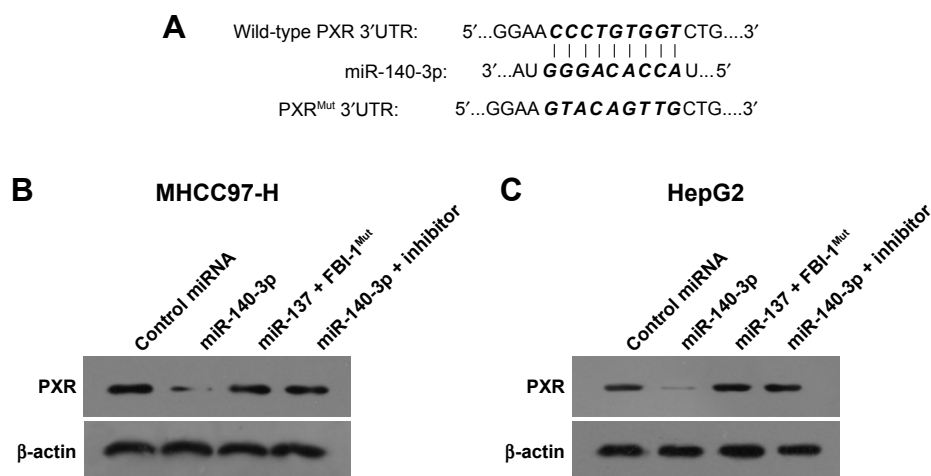 A
Wild-type PXR 3′UTR: 5′...GGAA CCCTGTGGT CTG....3′
miR-140-3p: 3′...AU GGGACACCA U...5′
PXRMut 3′UTR: 5′...GGAA GTACAGTTG CTG....3′
B MHCC97-H
Control miRNA
miR-140-3p
miR-137 + FBI-1Mut
miR-140-3p + inhibitor
PXR
β-actin
C HepG2
Control miRNA
miR-140-3p
miR-137 + FBI-1Mut
miR-140-3p + inhibitor
PXR
β-actin